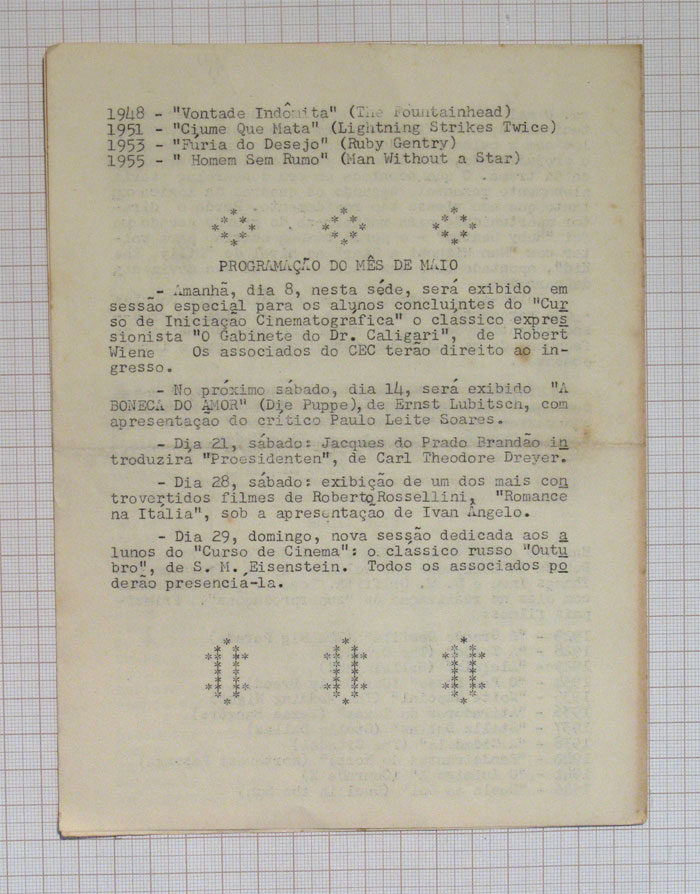 1948 - "Vontade Indômita" (The Fountainhead)
1951 - "Ciume Que Mata" (Lightning Strikes Twice)
1953 - "Fúria do Desejo" (Ruby Gentry)
1955 - " Homem Sem Rumo" (Man Without a Star)
PROGRAMAÇÃO DO MÊS DE MAIO
- Amanhã, dia 8, nesta séde, será exibido em
sessão especial para os alunos concluintes do "Cur
so de Iniciação Cinematográfica" o clássico expres
sionista "O Gabinete do Dr. Caligari", de Robert
Wiene Os associados do CEC terão direito ao in-
gresso.
- No próximo sábado, dia 14, será exibido "A
BONECA DO AMOR" (Die Puppe), de Ernst Lubitsch, com
apresentação do crítico Paulo Leite Soares.
- Dia 21, sábado: Jacques do Prado Brandão in
troduzirá "Proesidenten", de Carl Theodore Dreyer.
- Dia 28, sábado: exibição de um dos mais con
trovertidos filmes de Roberto Rossellini, "Romance
na Itália", sob a apresentação de Ivan Ângelo.
- Dia 29, domingo, nova sessão dedicada aos a
lunos do "Curso de Cinema": o clássico russo "Outu
bro", de S. M. Eisenstein. Todos os associados po
derão presenciá-la.